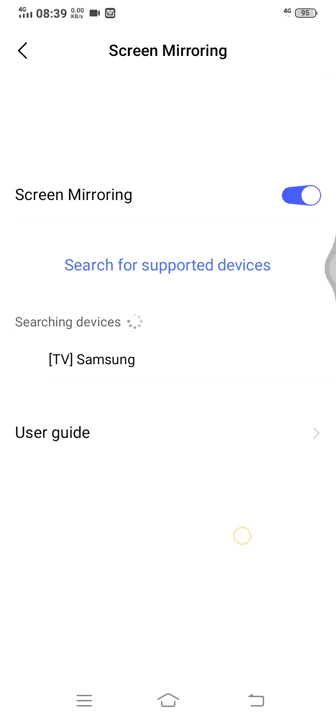 4G 08:39 0.00 KB/s 4G 95
Screen Mirroring
Screen Mirroring
Search for supported devices
Searching devices
[TV] Samsung
User guide